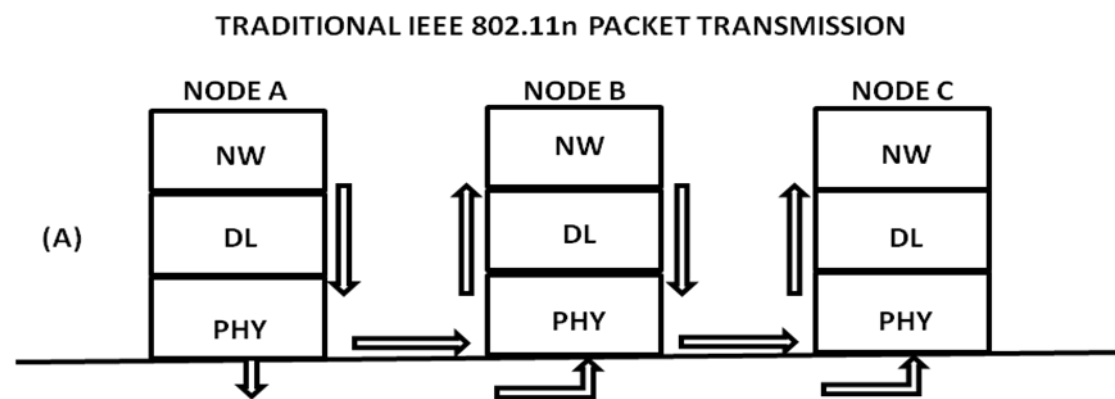 TRADITIONAL IEEE 802.11n PACKET TRANSMISSION
NODE A NODE B NODE C
NW NW NW
(A) DL DL DL
PHY PHY PHY